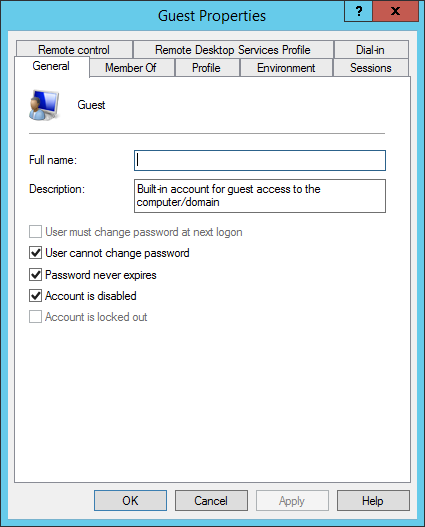 Guest Properties
?
x
Remote control
Remote Desktop Services Profile
Dial-in
General
Member Of
Profile
Environment
Sessions
Guest
Full name:
Description:
Built-in account for guest access to the
computer/domain
User must change password at next logon
User cannot change password
Password never expires
Account is disabled
Account is locked out
OK
Cancel
Apply
Help